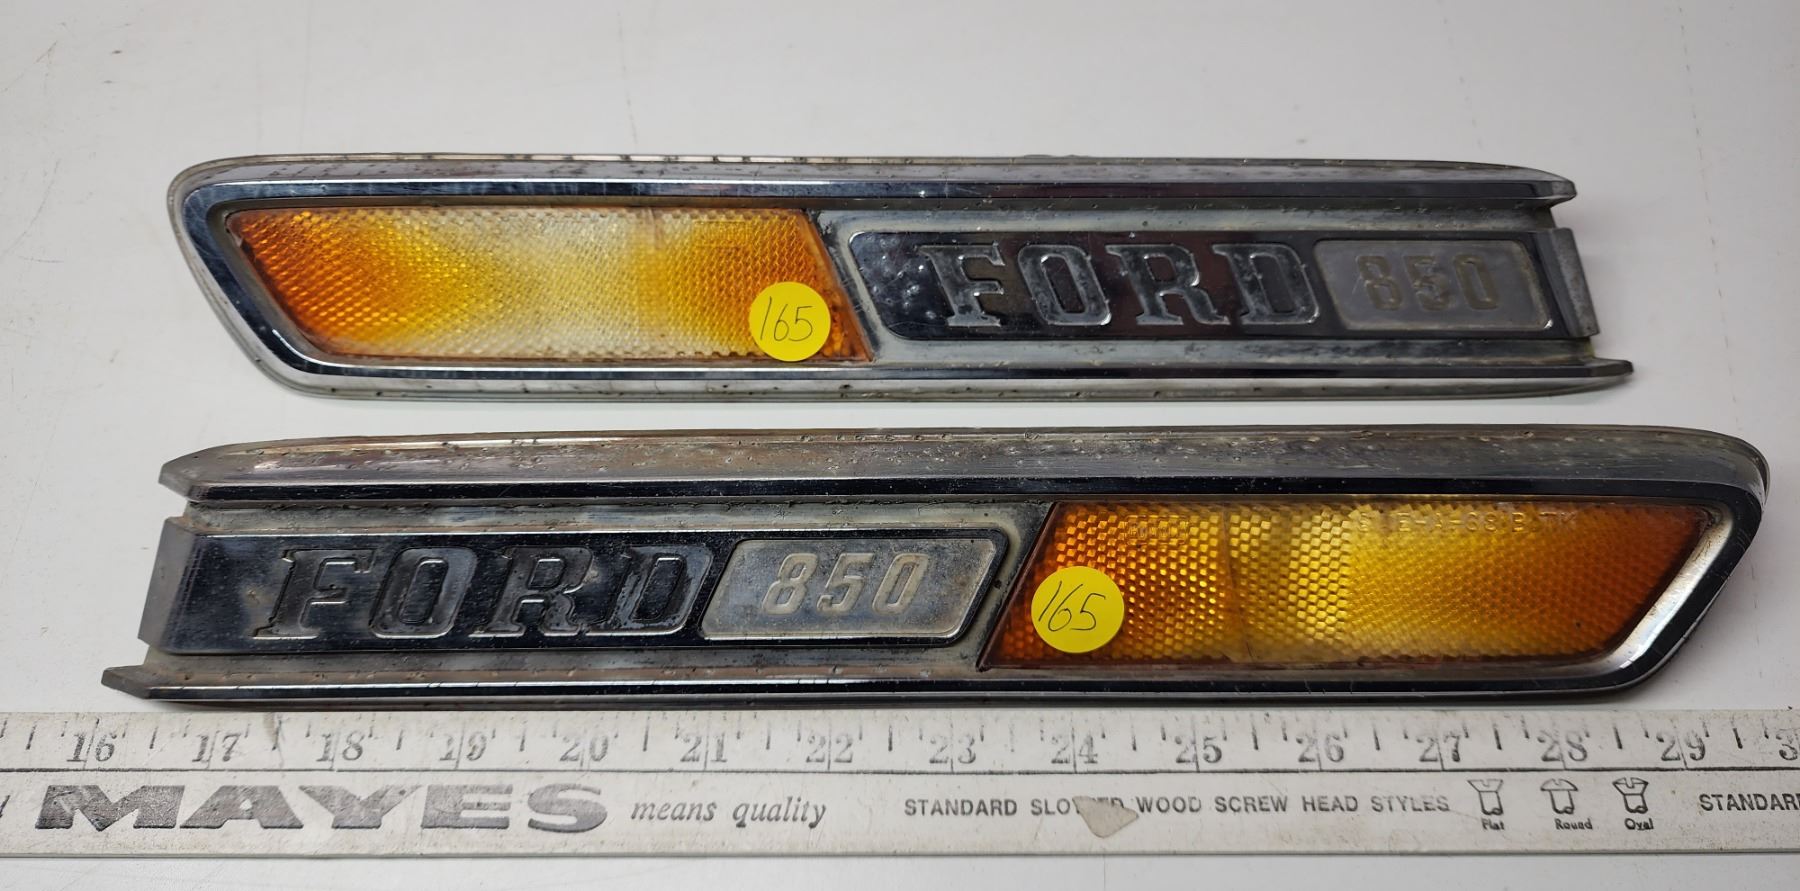 FORD 850
165
FORD 850
165
16 17 18 19 20 21 22 23 24 25 26 27 28 29
MAYES means quality STANDARD WOOD SCREW HEAD STYLES Flat Round Oval